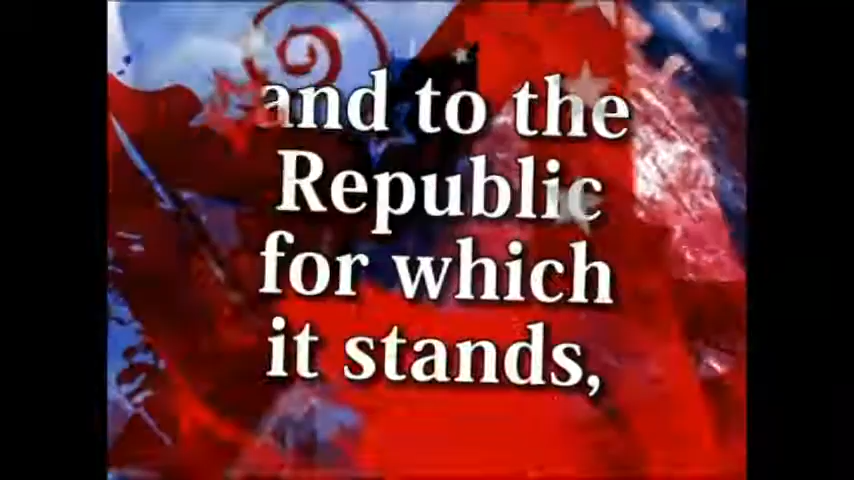 and to the
Republic
for which
it stands,